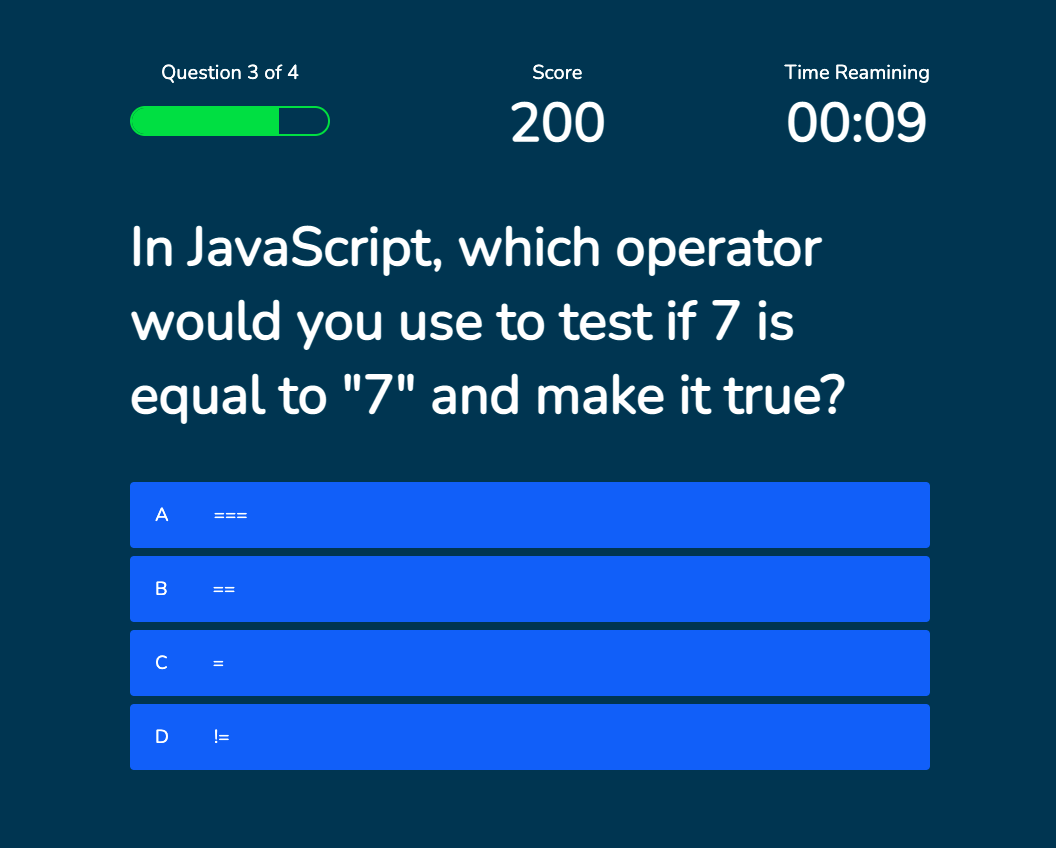 Question 3 of 4
Score
Time Reamining
200
00:09
In JavaScript, which operator
would you use to test if 7 is
equal to "7" and make it true?
A ===
B ==
C =
D !=